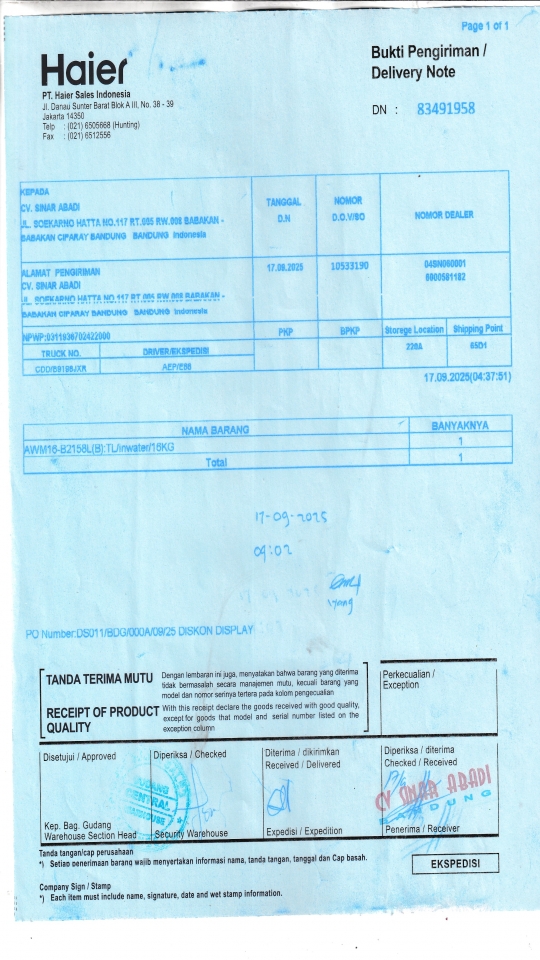 Page 1 of 1
Haier
PT. Haier Sales Indonesia
Jl. Danau Sunter Barat Blok A III, No. 38 - 39
Jakarta 14350
Telp : (021) 6505668 (Hunting)
Fax : (021) 6512556
Bukti Pengiriman /
Delivery Note
DN : 83491958
KEPADA
CV. SINAR ABADI
JL. SOEKARNO HATTA NO.117 RT.005 RW.008 BABAKAN -
BABAKAN CIPARAY BANDUNG BANDUNG Indonesia
TANGGAL
D.N
NOMOR
D.O.V/SO
NOMOR DEALER
ALAMAT PENGIRIMAN
CV. SINAR ABADI
JL. SOEKARNO HATTA NO.117 RT.005 RW.008 BABAKAN -
BABAKAN CIPARAY BANDUNG BANDUNG Indonesia
17.09.2025
10533190
NPWP:0311936702422000
PKP
BPKP
Storege Location
Shipping Point
TRUCK NO.
DRIVER/EKSPEDISI
220A
65D1
17.09.2025(04:37:51)
NAMA BARANG
BANYAKNYA
AWM16-B2158L(B):TL/inwater/16KG
1
Total
1
17-09-2025
09:02
PO Number:DS011/BDG/000A/09/25 DISKON DISPLAY
TANDA TERIMA MUTU
Dengan lembaran ini juga, menyatakan bahwa barang yang diterima
tidak bermasalah secara manajemen mutu, kecuali barang yang
model dan nomor serinya tertera pada kolom pengecualian
RECEIPT OF PRODUCT
QUALITY
With this receipt declare the goods received with good quality,
except for goods that model and serial number listed on the
exception column
Perkecualian /
Exception
Disetujui / Approved
Diperiksa / Checked
Diterima / dikirimkan
Received / Delivered
Diperiksa / diterima
Checked / Received
GUDANG
CENTRAL
WAREHOUSE
CV SINAR ABADI
BANDUNG
Kep. Bag. Gudang
Warehouse Section Head
Security Warehouse
Expedisi / Expedition
Penerima / Receiver
Tanda tangan/cap perusahaan
*) Setiap penerimaan barang wajib menyertakan informasi nama, tanda tangan, tanggal dan Cap basah.
EKSPEDISI
Company Sign / Stamp
*) Each item must include name, signature, date and wet stamp information.